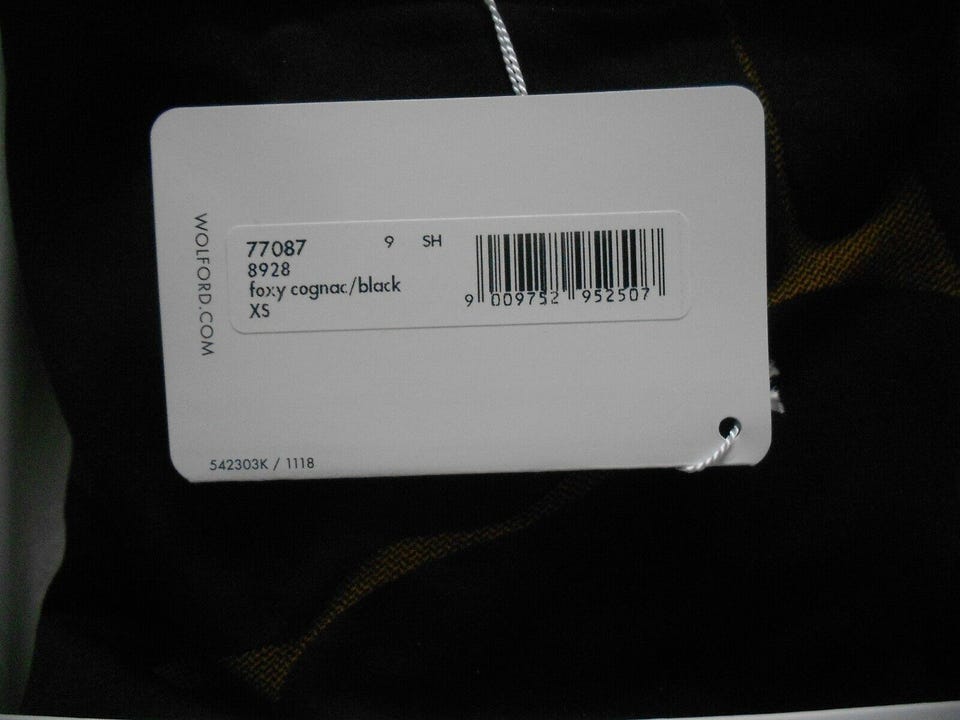 WOLFORD.COM
77087 9 SH
8928
foxy cognac/black
XS
9 009752 952507
542303K / 1118